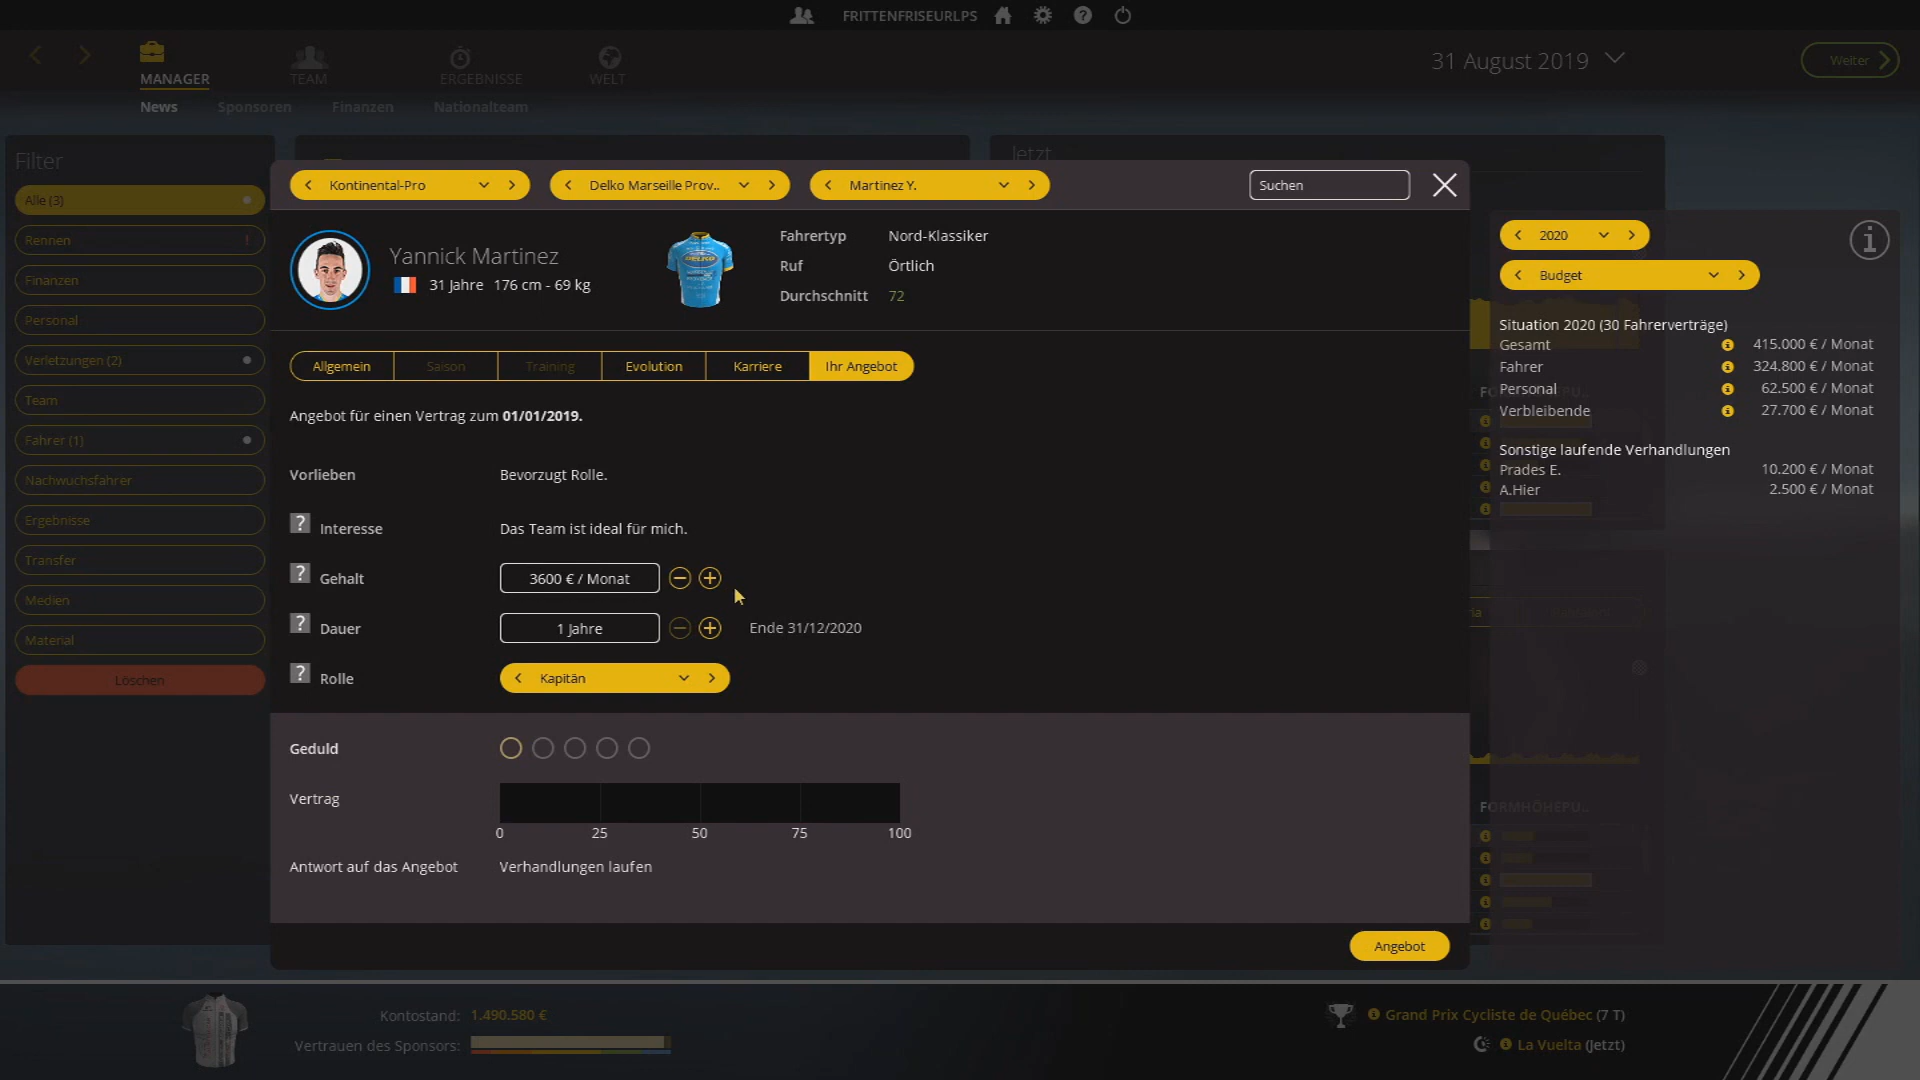 FRITTENFRISEURLPS
MANAGER
TEAM
ERGEBNISSE
WELT
31 August 2019
Weiter
News
Sponsoren
Finanzen
Nationalteam
Filter
Alle (3)
Rennen !
Finanzen
Personal
Verletzungen (2)
Team
Fahrer (1)
Nachwuchsfahrer
Ergebnisse
Transfer
Medien
Material
Löschen
Jetzt
Kontinental-Pro
Delko Marseille Prov..
Martinez Y.
Suchen
Yannick Martinez
31 Jahre 176 cm - 69 kg
Fahrertyp Nord-Klassiker
Ruf Örtlich
Durchschnitt 72
Allgemein
Saison
Training
Evolution
Karriere
Ihr Angebot
Angebot für einen Vertrag zum 01/01/2019.
Vorlieben Bevorzugt Rolle.
? Interesse Das Team ist ideal für mich.
? Gehalt 3600 € / Monat
? Dauer 1 Jahre Ende 31/12/2020
? Rolle Kapitän
Geduld
Vertrag
0 25 50 75 100
Antwort auf das Angebot Verhandlungen laufen
Angebot
2020
Budget
Situation 2020 (30 Fahrerverträge)
Gesamt 415.000 € / Monat
Fahrer 324.800 € / Monat
Personal 62.500 € / Monat
Verbleibende 27.700 € / Monat
Sonstige laufende Verhandlungen
Prades E. 10.200 € / Monat
A.Hier 2.500 € / Monat
FORMHÖHEPU..
Kontostand: 1.490.580 €
Vertrauen des Sponsors:
Grand Prix Cycliste de Québec (7 T)
La Vuelta (Jetzt)